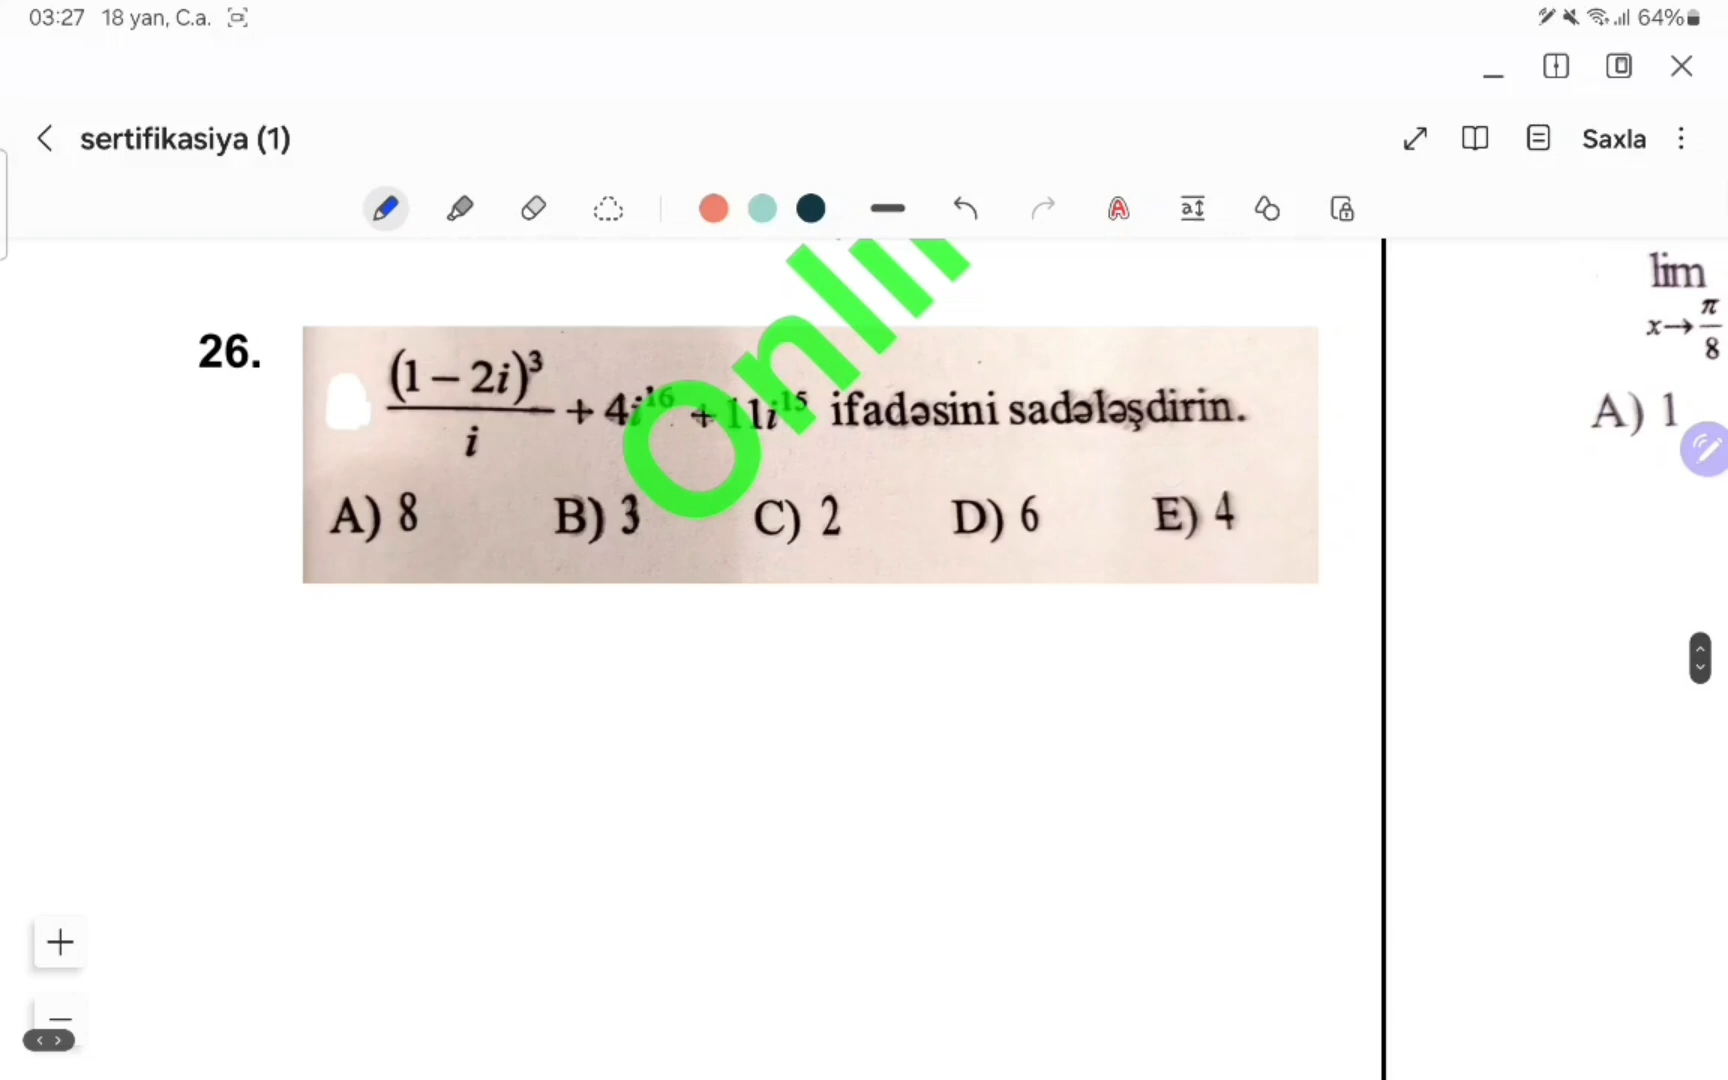 03:27 18 yan, C.a.
64%
sertifikasiya (1)
Saxla
Onli
26.
(1 − 2i)³ / i + 4i¹⁶ + 11i¹⁵ ifadəsini sadələşdirin.
A) 8 B) 3 C) 2 D) 6 E) 4
lim
x→π/8
A) 1